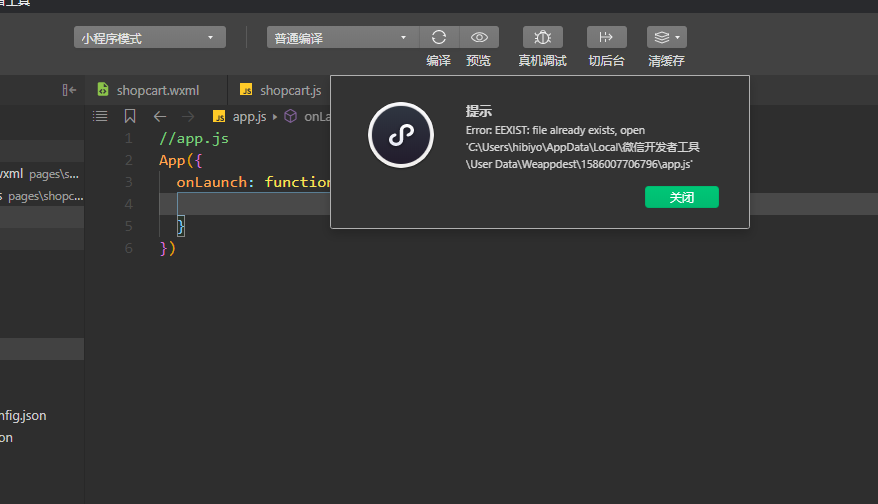 者工具
小程序模式
普通编译
编译
预览
真机调试
切后台
清缓存
shopcart.wxml
shopcart.js
app.js
onLa
提示
Error: EEXIST: file already exists, open
'C:\Users\hibiyo\AppData\Local\微信开发者工具
\User Data\Weappdest\1586007706796\app.js'
关闭
1 //app.js
2 App({
3 onLaunch: function
4
5 }
6 })
wxml pages\s...
s pages\shopc...
nfig.json
on